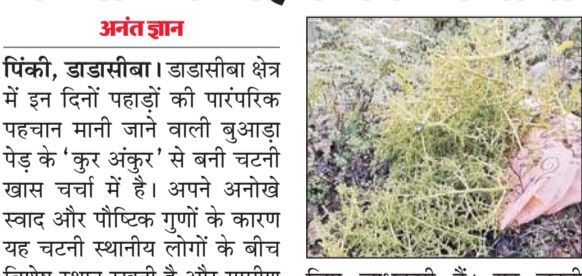 अनंत ज्ञान
पिंकी, डाडासीबा। डाडासीबा क्षेत्र
में इन दिनों पहाड़ों की पारंपरिक
पहचान मानी जाने वाली बुआड़ा
पेड़ के ‘कुर अंकुर’ से बनी चटनी
खास चर्चा में है। अपने अनोखे
स्वाद और पौष्टिक गुणों के कारण
यह चटनी स्थानीय लोगों के बीच